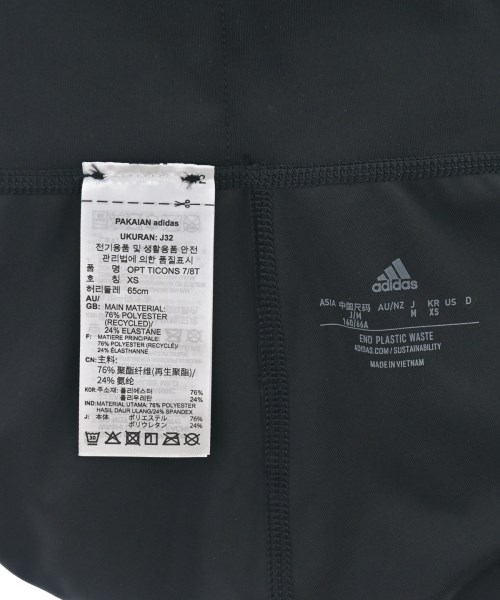 PAKAIAN adidas
UKURAN: J32
전기용품 및 생활용품 안전
관리법에 의한 품질표시
품 명 OPT TICONS 7/8T
호 칭 XS
허리둘레 65cm
AU/
GB: MAIN MATERIAL:
76% POLYESTER
(RECYCLED)/
24% ELASTANE
F: MATIERE PRINCIPALE:
76% POLYESTER (RECYCLÉ)/
24% ÉLASTHANNE
CN: 主料:
76% 聚酯纤维(再生聚酯)/
24% 氨纶
KOR: 주소재: 폴리에스터 76%
폴리우레탄 24%
IND: MATERIAL UTAMA: 76% POLYESTER
HASIL DAUR ULANG/24% SPANDEX
J: 本体 ポリエステル 76%
ポリウレタン 24%
adidas
ASIA 中国尺码 AU/NZ J KR US D
J/M M XS
160/66A
END PLASTIC WASTE
ADIDAS.COM/SUSTAINABILITY
MADE IN VIETNAM